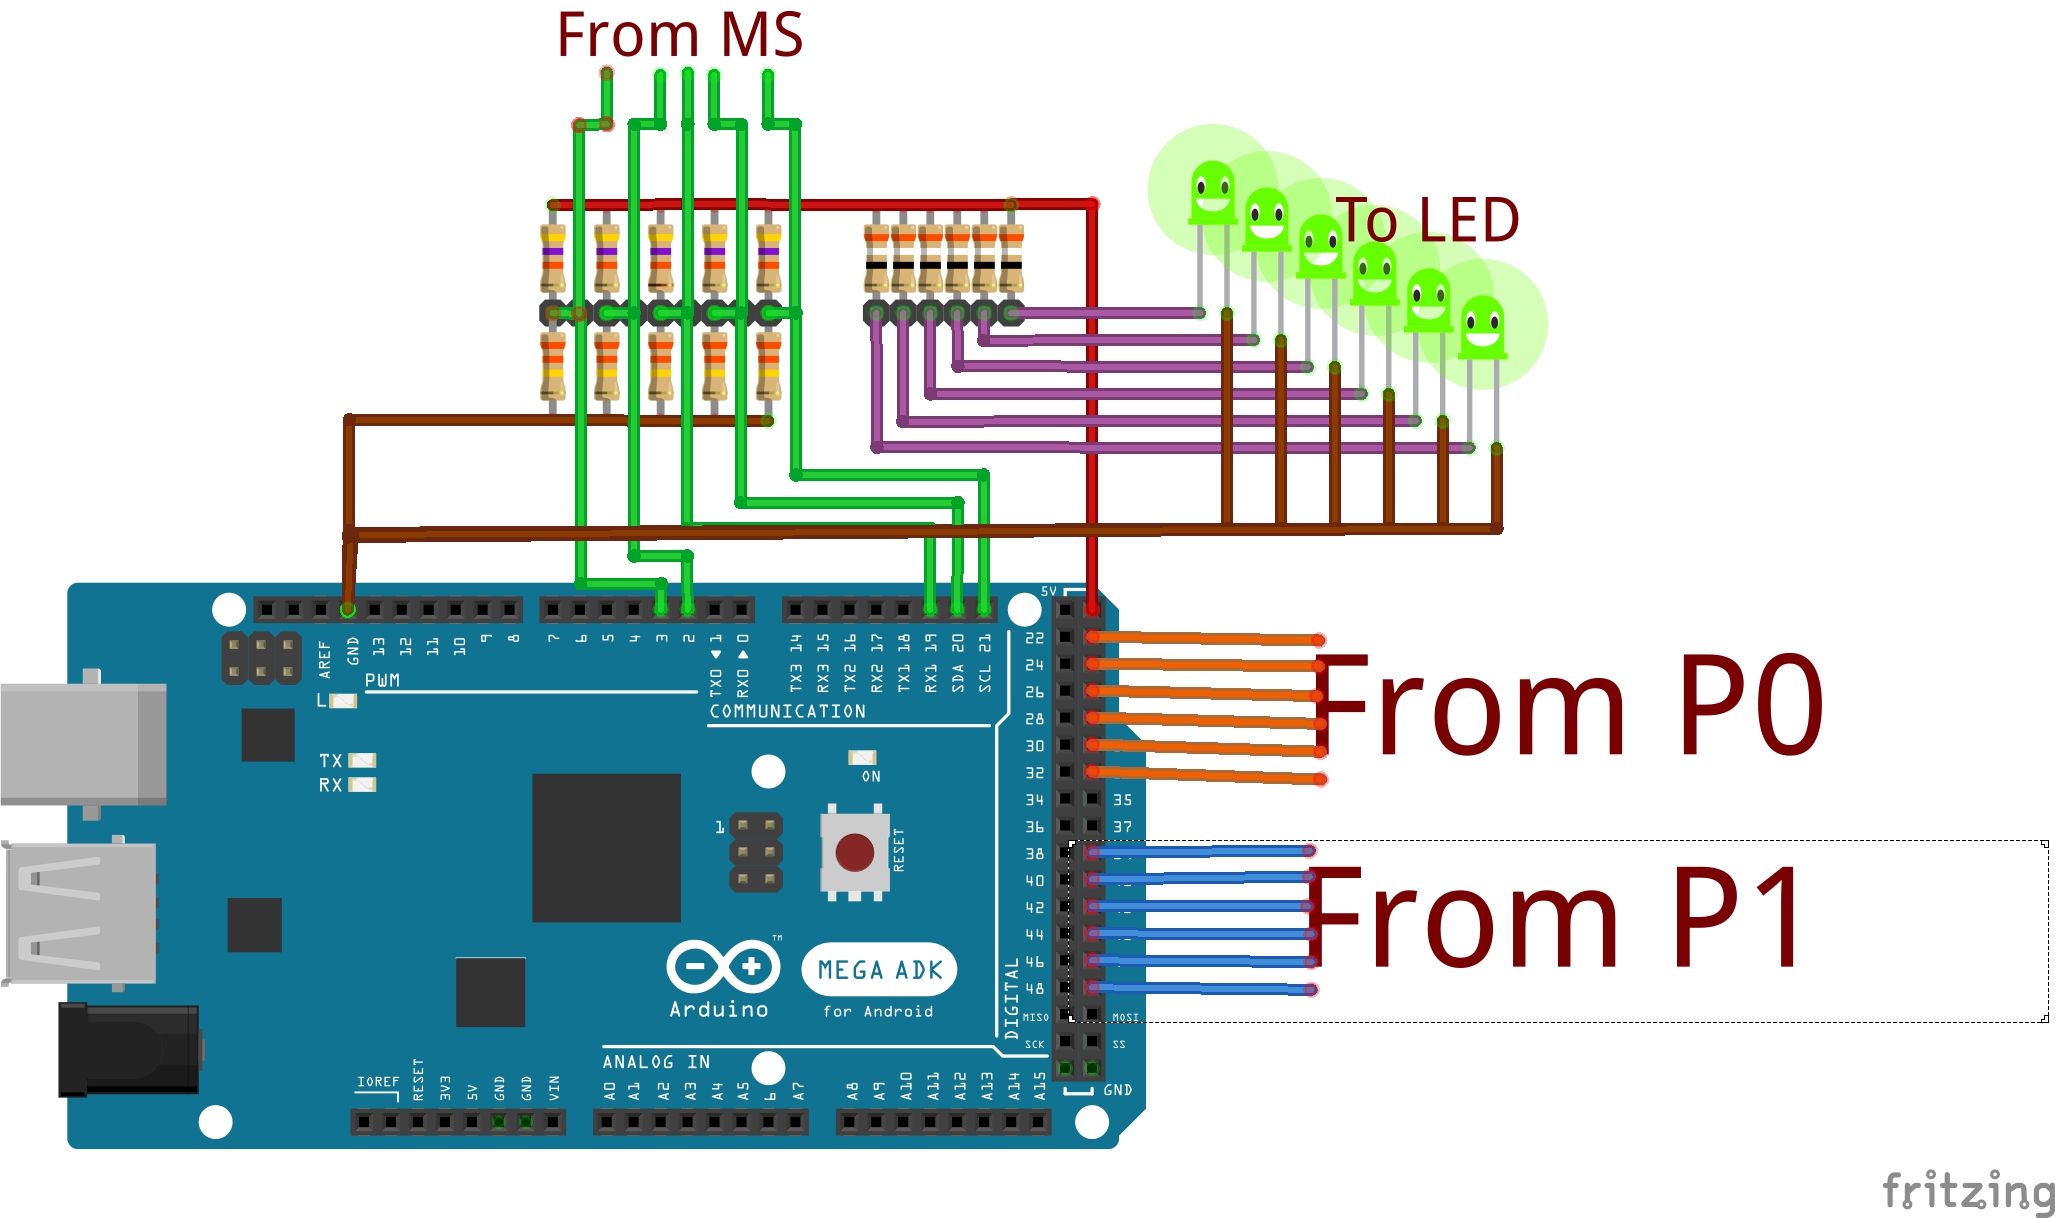 From MS
To LED
5V
AREF
GND
13
12
11
10
9
8
7
6
5
4
3
2
TX0 ◀ 1
RX0 ▶ 0
TX3 14
RX3 15
TX2 16
RX2 17
TX1 18
RX1 19
SDA 20
SCL 21
PWM
L
COMMUNICATION
TX
RX
ON
1
RESET
22
24
26
28
30
32
34 35
36 37
38
40
42
44
46
48
MISO MOSI
SCK SS
GND
From P0
From P1
DIGITAL
TM
Arduino
MEGA ADK
for Android
ANALOG IN
IOREF
RESET
3V3
5V
GND
GND
VIN
A0
A1
A2
A3
A4
A5
6
A7
A8
A9
A10
A11
A12
A13
A14
A15
fritzing